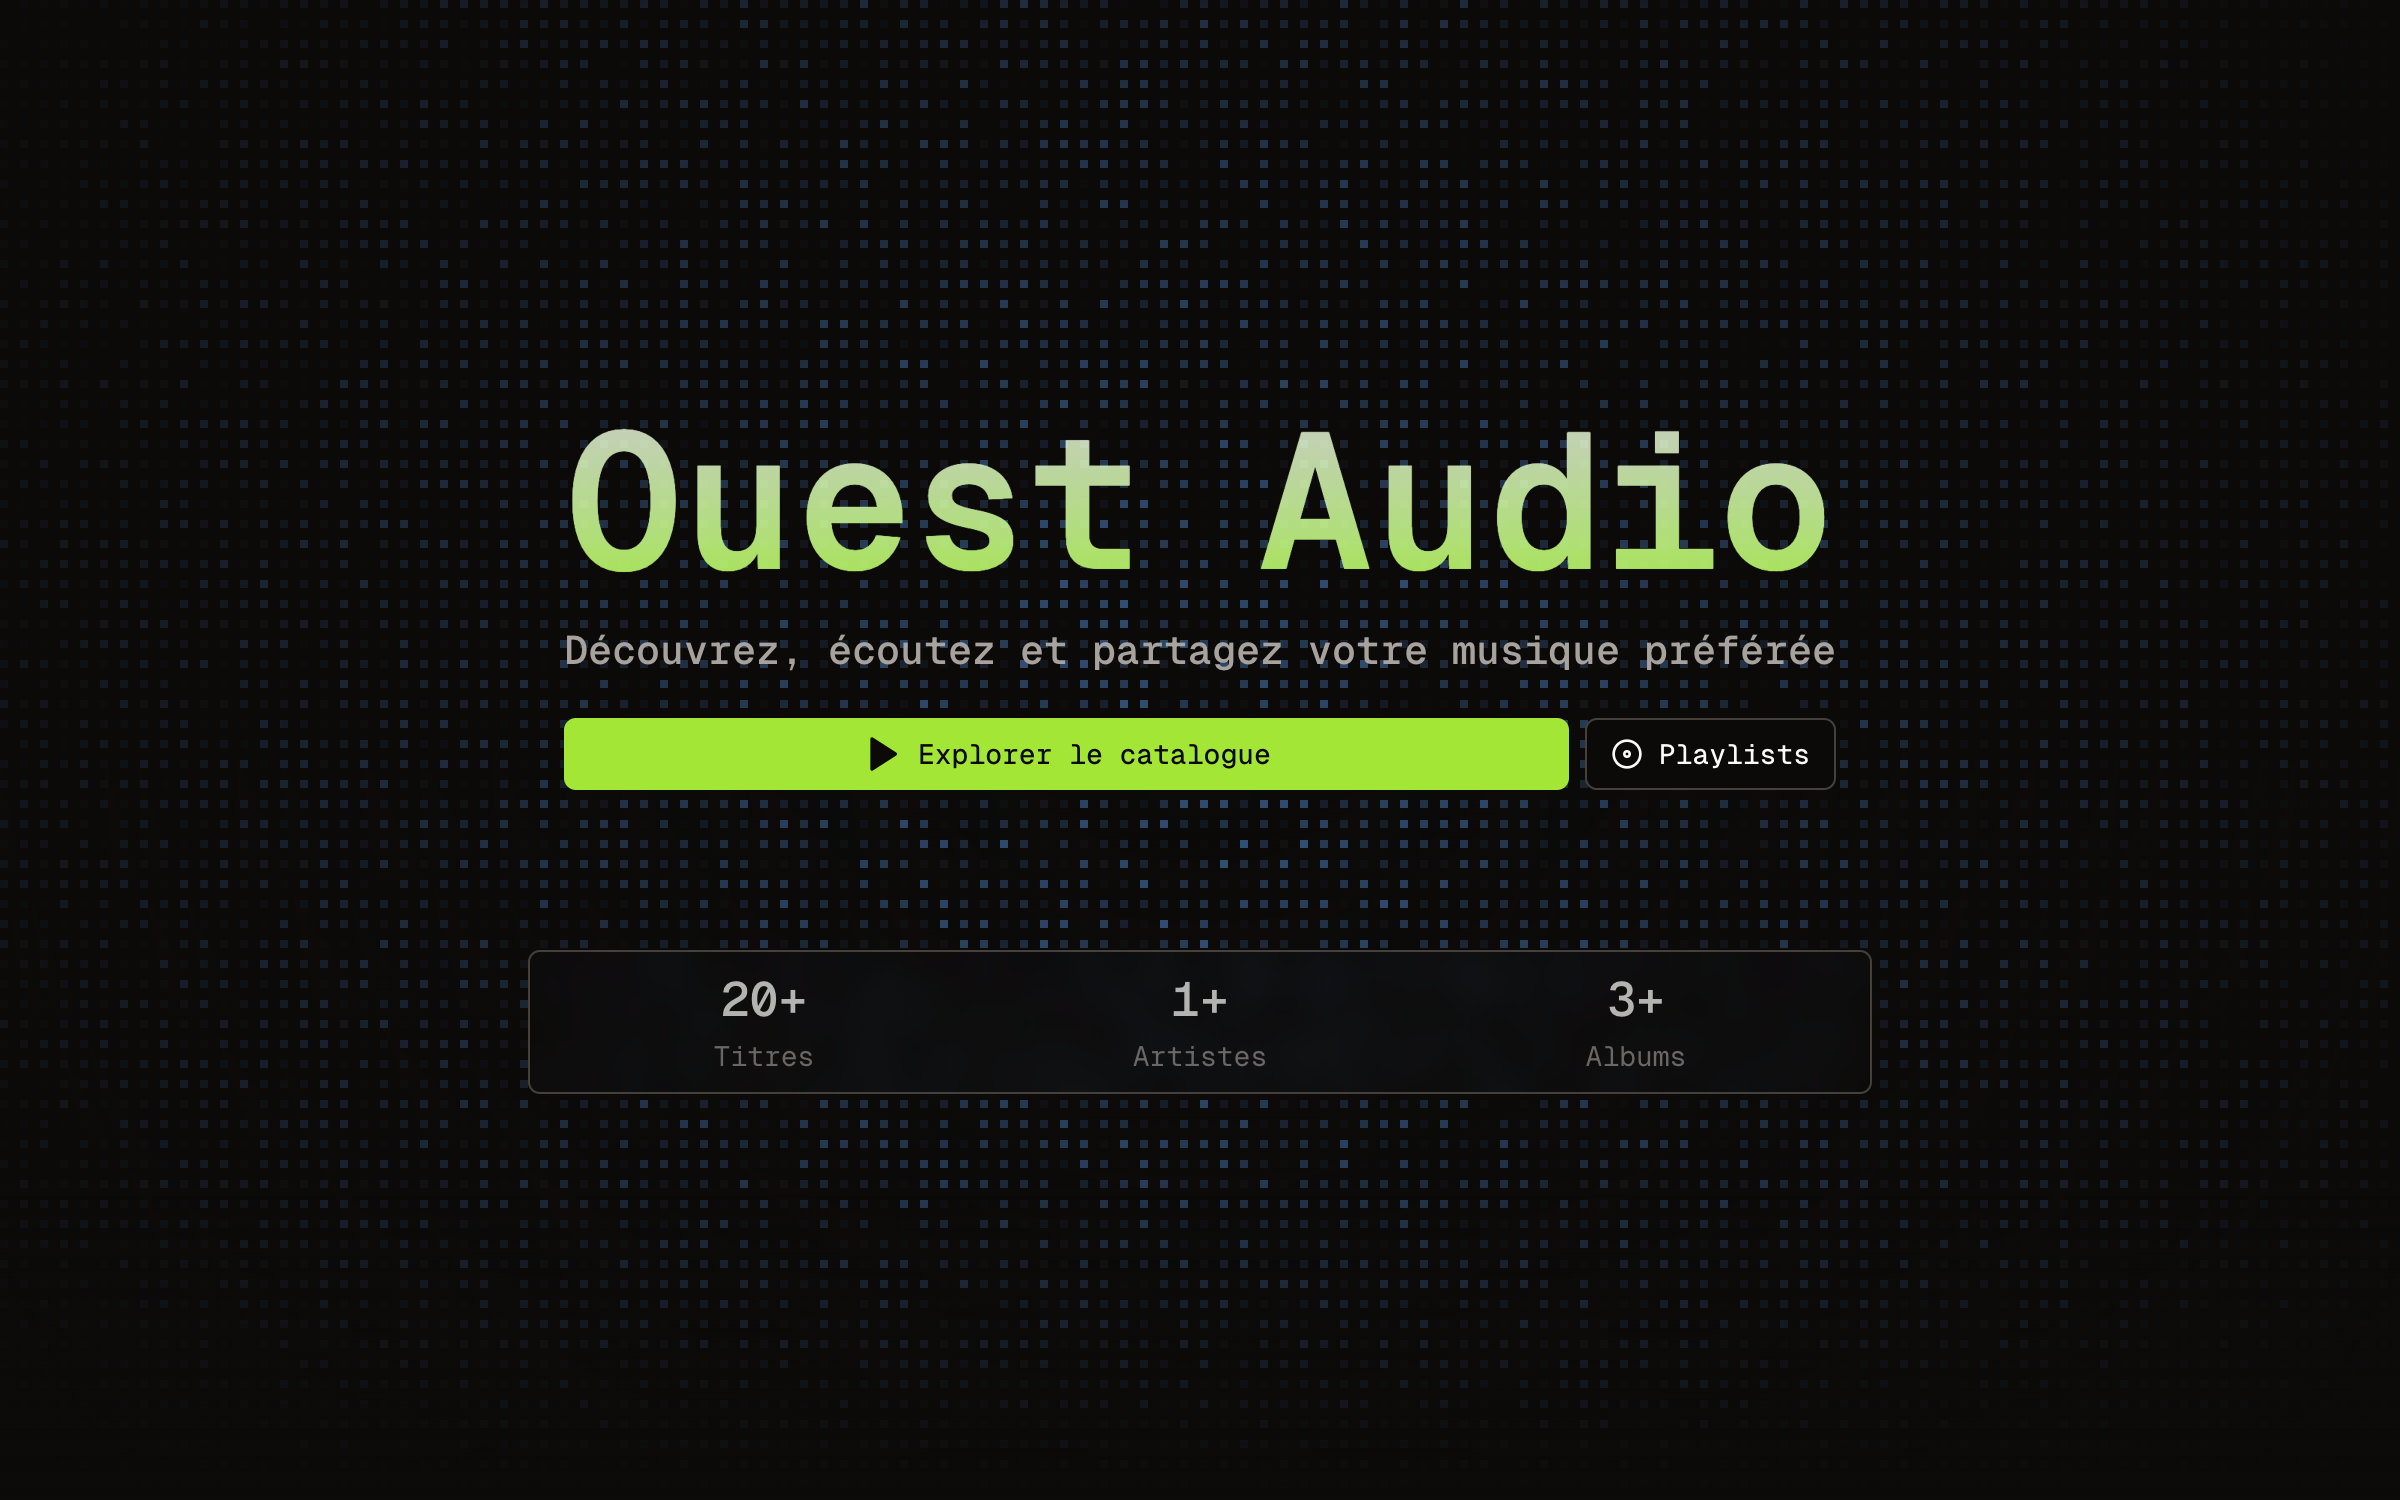 Ouest Audio
Découvrez, écoutez et partagez votre musique préférée
Explorer le catalogue
Playlists
20+
Titres
1+
Artistes
3+
Albums